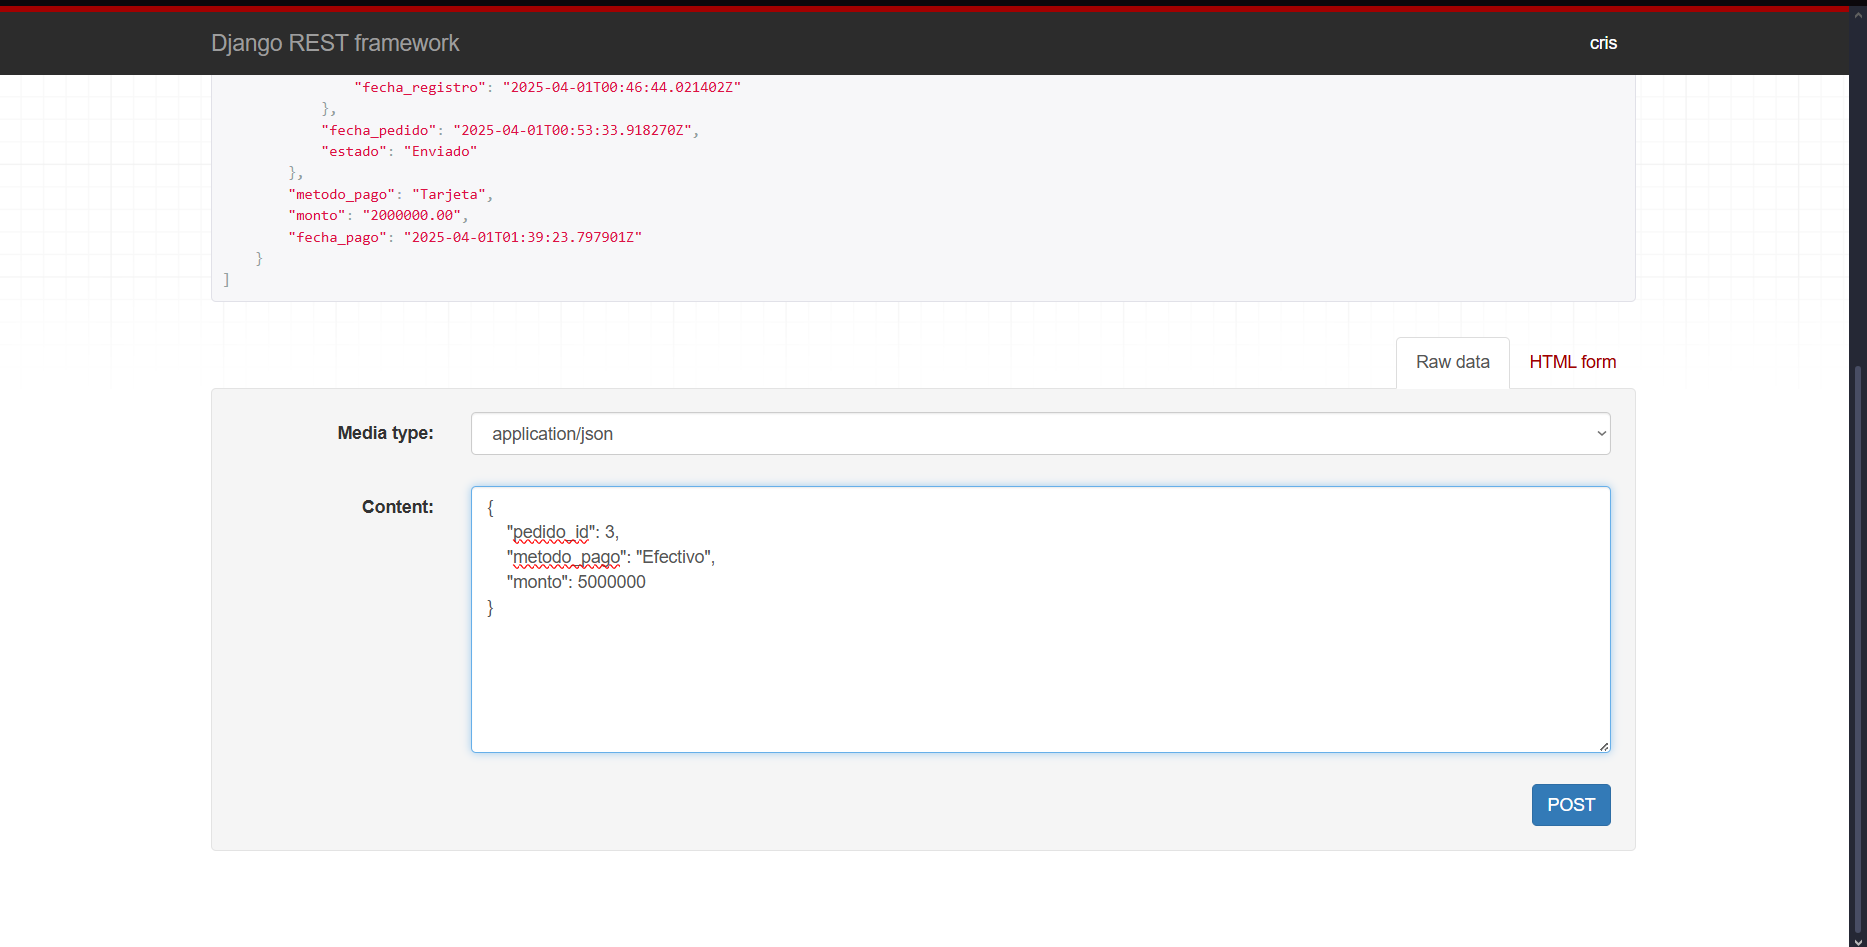 Django REST framework
cris
"fecha_registro": "2025-04-01T00:46:44.021402Z"
},
"fecha_pedido": "2025-04-01T00:53:33.918270Z",
"estado": "Enviado"
},
"metodo_pago": "Tarjeta",
"monto": "2000000.00",
"fecha_pago": "2025-04-01T01:39:23.797901Z"
}
]
Raw data
HTML form
Media type:
application/json
Content:
{
"pedido_id": 3,
"metodo_pago": "Efectivo",
"monto": 5000000
}
POST